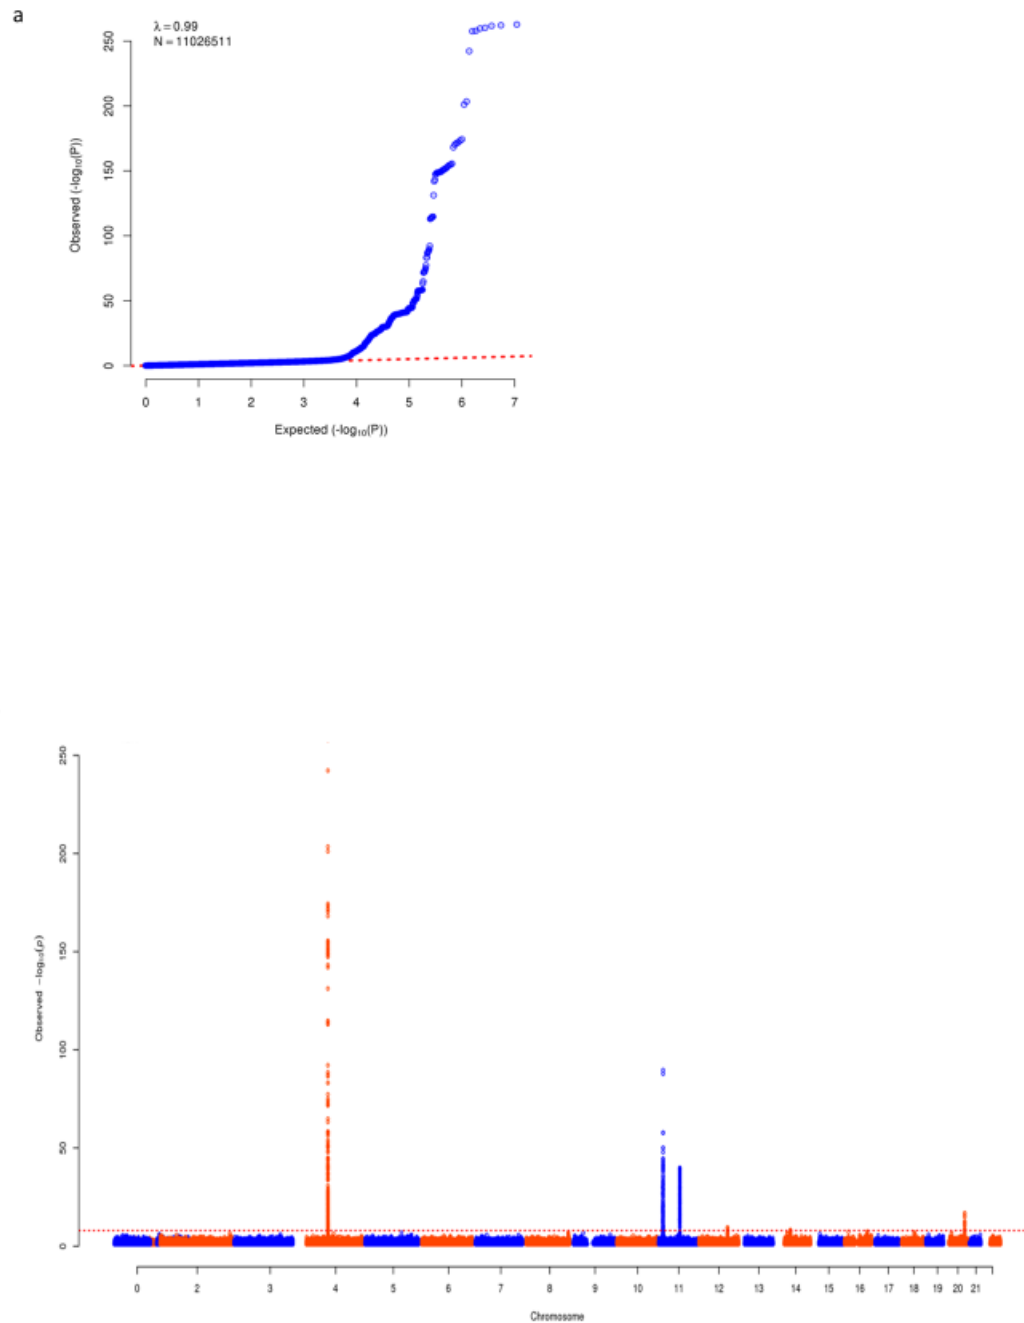 a
λ = 0.99
N = 11026511
250
200
150
100
50
0
Observed (-log₁₀(P))
0 1 2 3 4 5 6 7
Expected (-log₁₀(P))
250
200
150
100
50
0
Observed −log₁₀(p)
0 2 3 4 5 6 7 8 9 10 11 12 13 14 15 16 17 18 19 20 21
Chromosome